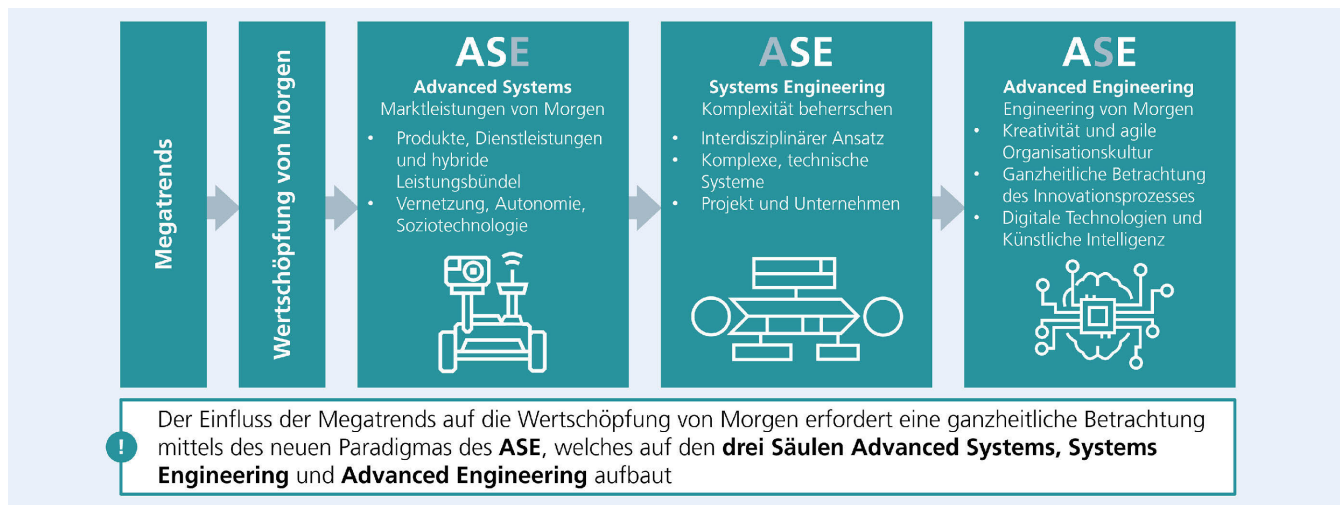 Megatrends
Wertschöpfung von Morgen
ASE
Advanced Systems
Marktleistungen von Morgen
• Produkte, Dienstleistungen
und hybride
Leistungsbündel
• Vernetzung, Autonomie,
Soziotechnologie
ASE
Systems Engineering
Komplexität beherrschen
• Interdisziplinärer Ansatz
• Komplexe, technische
Systeme
• Projekt und Unternehmen
ASE
Advanced Engineering
Engineering von Morgen
• Kreativität und agile
Organisationskultur
• Ganzheitliche Betrachtung
des Innovationsprozesses
• Digitale Technologien und
Künstliche Intelligenz
!
Der Einfluss der Megatrends auf die Wertschöpfung von Morgen erfordert eine ganzheitliche Betrachtung
mittels des neuen Paradigmas des ASE, welches auf den drei Säulen Advanced Systems, Systems
Engineering und Advanced Engineering aufbaut